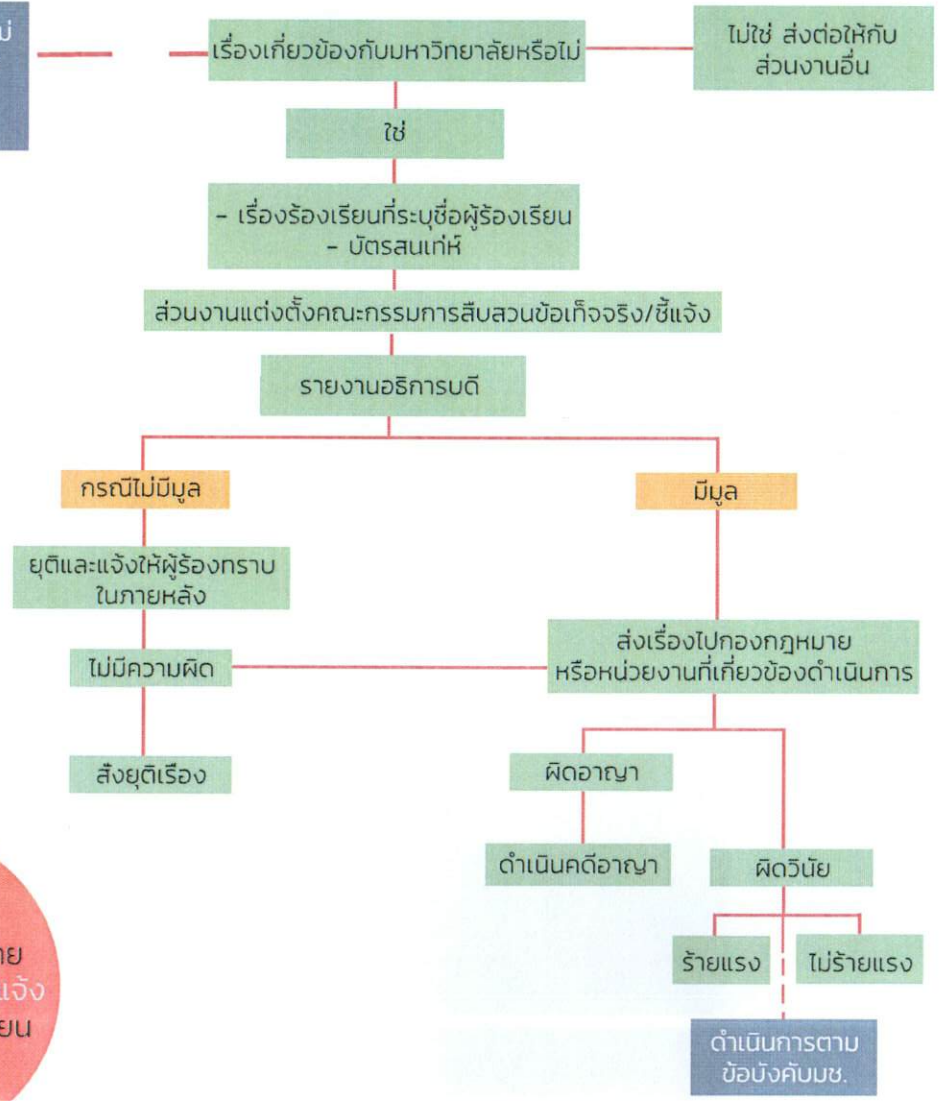 เรื่องเกี่ยวข้องกับมหาวิทยาลัยหรือไม่
ไม่ใช่ ส่งต่อให้กับ
ส่วนงานอื่น
ใช่
- เรื่องร้องเรียนที่ระบุชื่อผู้ร้องเรียน
- บัตรสนเท่ห์
ส่วนงานแต่งตั้งคณะกรรมการสืบสวนข้อเท็จจริง/ชี้แจ้ง
รายงานอธิการบดี
กรณีไม่มีมูล
มีมูล
ยุติและแจ้งให้ผู้ร้องทราบ
ในภายหลัง
ส่งเรื่องไปกองกฎหมาย
หรือหน่วยงานที่เกี่ยวข้องดำเนินการ
ไม่มีความผิด
สั่งยุติเรื่อง
ผิดอาญา
ดำเนินคดีอาญา
ผิดวินัย
ร้ายแรง
ไม่ร้ายแรง
ดำเนินการตาม
ข้อบังคับมช.
แจ้ง